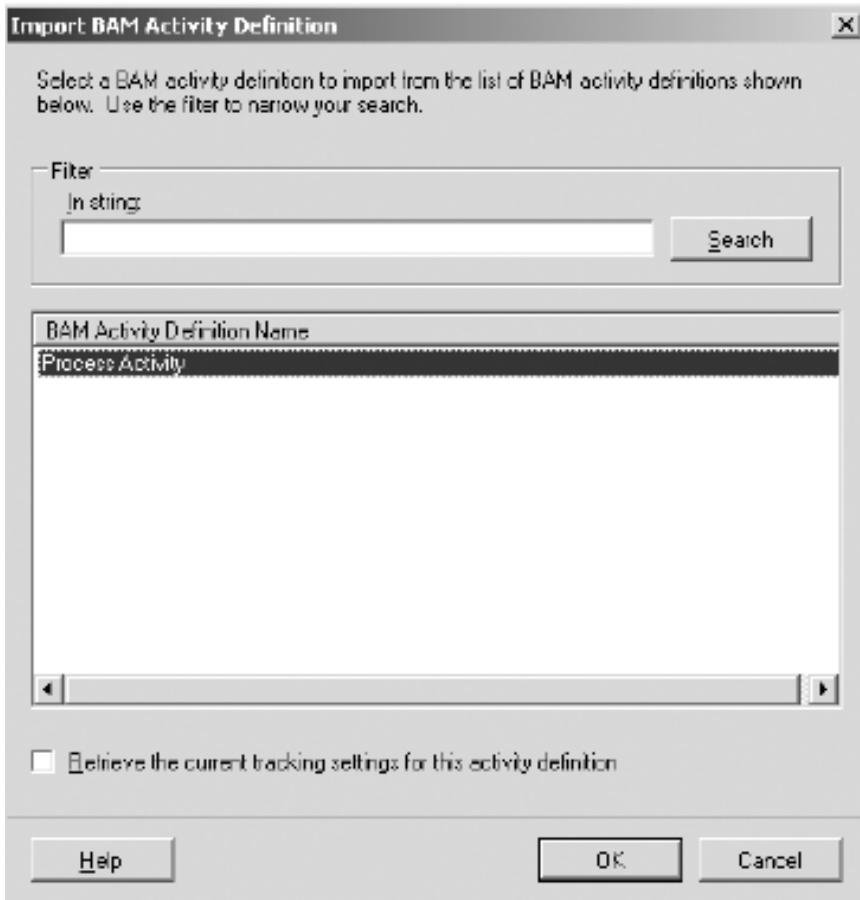 Import BAM Activity Definition
Select a BAM activity definition to import from the list of BAM activity definitions shown
below. Use the filter to narrow your search.
Filter
In string:
Search
BAM Activity Definition Name
Process Activity
Retrieve the current tracking settings for this activity definition
Help
OK
Cancel